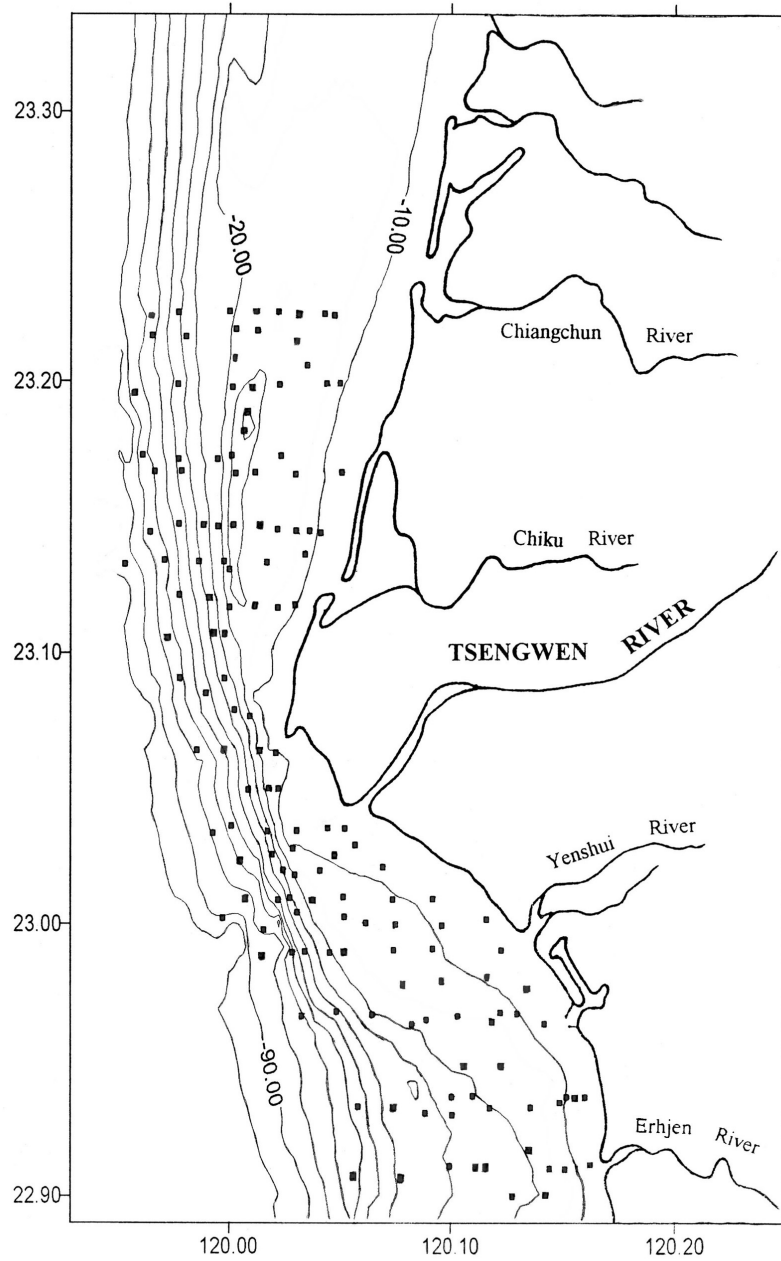 23.30
-20.00
-10.00
Chiangchun River
23.20
Chiku River
TSENGWEN RIVER
23.10
Yenshui River
23.00
-90.00
Erhjen River
22.90
120.00 120.10 120.20